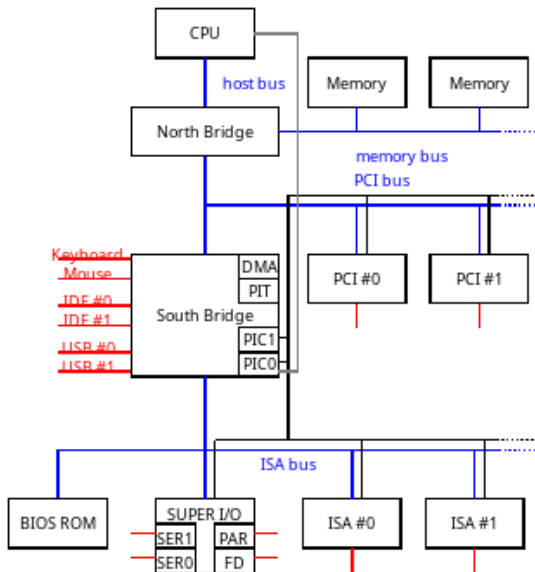 CPU
host bus
Memory
Memory
North Bridge
memory bus
PCI bus
Keyboard
Mouse
IDE #0
IDE #1
USB #0
USB #1
South Bridge
DMA
PIT
PIC1
PIC0
PCI #0
PCI #1
ISA bus
BIOS ROM
SUPER I/O
SER1
PAR
SER0
FD
ISA #0
ISA #1